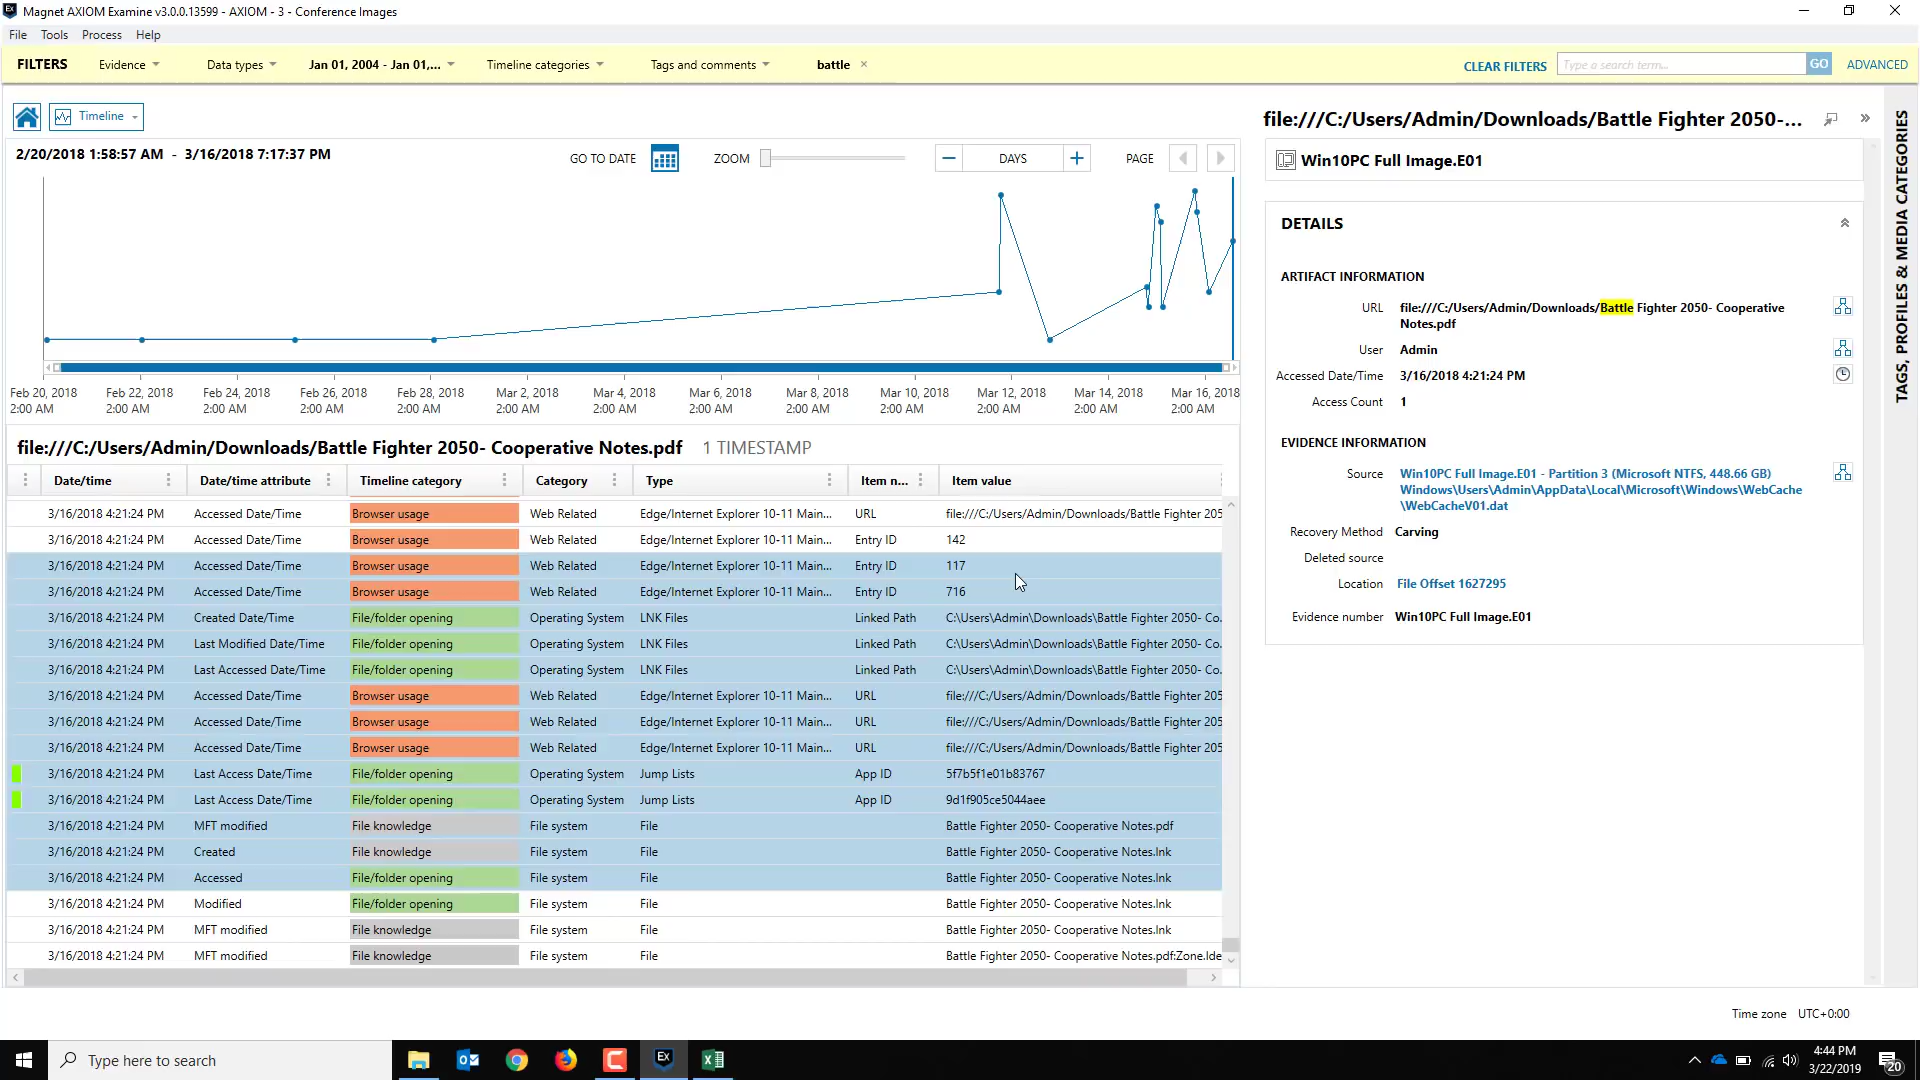 Magnet AXIOM Examine v3.0.0.13599 - AXIOM - 3 - Conference Images
File Tools Process Help
FILTERS Evidence Data types Jan 01, 2004 - Jan 01,... Timeline categories Tags and comments battle × CLEAR FILTERS Type a search term... GO ADVANCED
Timeline
2/20/2018 1:58:57 AM - 3/16/2018 7:17:37 PM
GO TO DATE ZOOM DAYS PAGE
Feb 20, 2018 Feb 22, 2018 Feb 24, 2018 Feb 26, 2018 Feb 28, 2018 Mar 2, 2018 Mar 4, 2018 Mar 6, 2018 Mar 8, 2018 Mar 10, 2018 Mar 12, 2018 Mar 14, 2018 Mar 16, 2018
2:00 AM 2:00 AM 2:00 AM 2:00 AM 2:00 AM 2:00 AM 2:00 AM 2:00 AM 2:00 AM 2:00 AM 2:00 AM 2:00 AM 2:00 AM
file:///C:/Users/Admin/Downloads/Battle Fighter 2050- Cooperative Notes.pdf 1 TIMESTAMP
Date/time Date/time attribute Timeline category Category Type Item n... Item value
3/16/2018 4:21:24 PM Accessed Date/Time Browser usage Web Related Edge/Internet Explorer 10-11 Main... URL file:///C:/Users/Admin/Downloads/Battle Fighter 205
3/16/2018 4:21:24 PM Accessed Date/Time Browser usage Web Related Edge/Internet Explorer 10-11 Main... Entry ID 142
3/16/2018 4:21:24 PM Accessed Date/Time Browser usage Web Related Edge/Internet Explorer 10-11 Main... Entry ID 117
3/16/2018 4:21:24 PM Accessed Date/Time Browser usage Web Related Edge/Internet Explorer 10-11 Main... Entry ID 716
3/16/2018 4:21:24 PM Created Date/Time File/folder opening Operating System LNK Files Linked Path C:\Users\Admin\Downloads\Battle Fighter 2050- Co.
3/16/2018 4:21:24 PM Last Modified Date/Time File/folder opening Operating System LNK Files Linked Path C:\Users\Admin\Downloads\Battle Fighter 2050- Co.
3/16/2018 4:21:24 PM Last Accessed Date/Time File/folder opening Operating System LNK Files Linked Path C:\Users\Admin\Downloads\Battle Fighter 2050- Co.
3/16/2018 4:21:24 PM Accessed Date/Time Browser usage Web Related Edge/Internet Explorer 10-11 Main... URL file:///C:/Users/Admin/Downloads/Battle Fighter 205
3/16/2018 4:21:24 PM Accessed Date/Time Browser usage Web Related Edge/Internet Explorer 10-11 Main... URL file:///C:/Users/Admin/Downloads/Battle Fighter 205
3/16/2018 4:21:24 PM Accessed Date/Time Browser usage Web Related Edge/Internet Explorer 10-11 Main... URL file:///C:/Users/Admin/Downloads/Battle Fighter 205
3/16/2018 4:21:24 PM Last Access Date/Time File/folder opening Operating System Jump Lists App ID 5f7b5f1e01b83767
3/16/2018 4:21:24 PM Last Access Date/Time File/folder opening Operating System Jump Lists App ID 9d1f905ce5044aee
3/16/2018 4:21:24 PM MFT modified File knowledge File system File Battle Fighter 2050- Cooperative Notes.pdf
3/16/2018 4:21:24 PM Created File knowledge File system File Battle Fighter 2050- Cooperative Notes.lnk
3/16/2018 4:21:24 PM Accessed File/folder opening File system File Battle Fighter 2050- Cooperative Notes.lnk
3/16/2018 4:21:24 PM Modified File/folder opening File system File Battle Fighter 2050- Cooperative Notes.lnk
3/16/2018 4:21:24 PM MFT modified File knowledge File system File Battle Fighter 2050- Cooperative Notes.lnk
3/16/2018 4:21:24 PM MFT modified File knowledge File system File Battle Fighter 2050- Cooperative Notes.pdf:Zone.Ide
file:///C:/Users/Admin/Downloads/Battle Fighter 2050-...
Win10PC Full Image.E01
DETAILS
ARTIFACT INFORMATION
URL file:///C:/Users/Admin/Downloads/Battle Fighter 2050- Cooperative
Notes.pdf
User Admin
Accessed Date/Time 3/16/2018 4:21:24 PM
Access Count 1
EVIDENCE INFORMATION
Source Win10PC Full Image.E01 - Partition 3 (Microsoft NTFS, 448.66 GB)
Windows\Users\Admin\AppData\Local\Microsoft\Windows\WebCache
\WebCacheV01.dat
Recovery Method Carving
Deleted source
Location File Offset 1627295
Evidence number Win10PC Full Image.E01
TAGS, PROFILES & MEDIA CATEGORIES
Time zone UTC+0:00
Type here to search
Ex
4:44 PM
3/22/2019
20